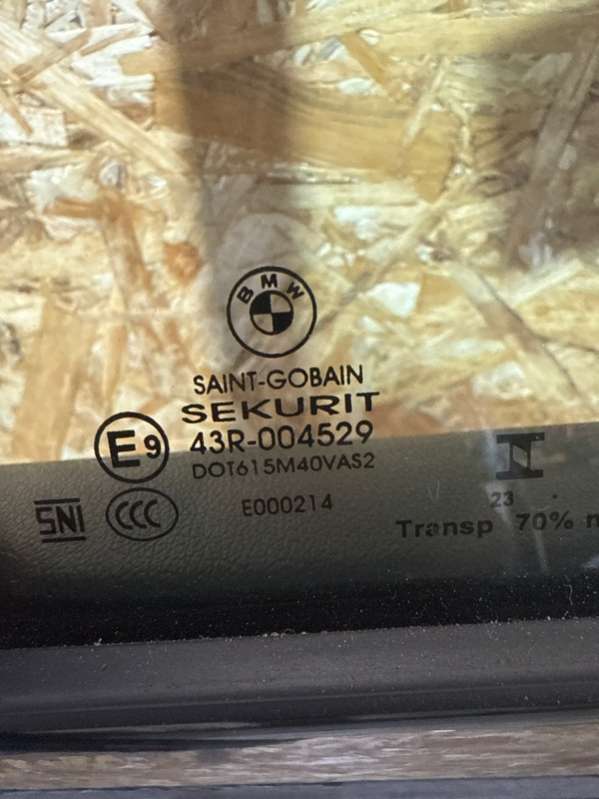 BMW
SAINT-GOBAIN
SEKURIT
E9 43R-004529
DOT615M40VAS2
SNI CCC E000214
23 .
Transp 70% m